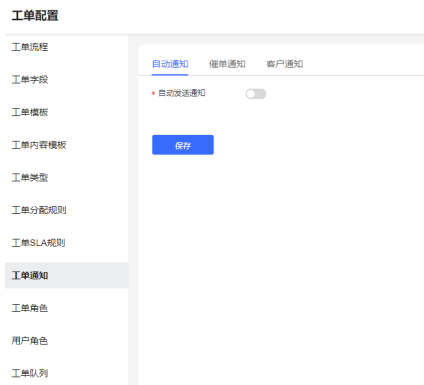 工单配置
工单流程
工单字段
工单模板
工单内容模板
工单类型
工单分配规则
工单SLA规则
工单通知
工单角色
用户角色
工单队列
自动通知 催单通知 客户通知
* 自动发送通知
保存